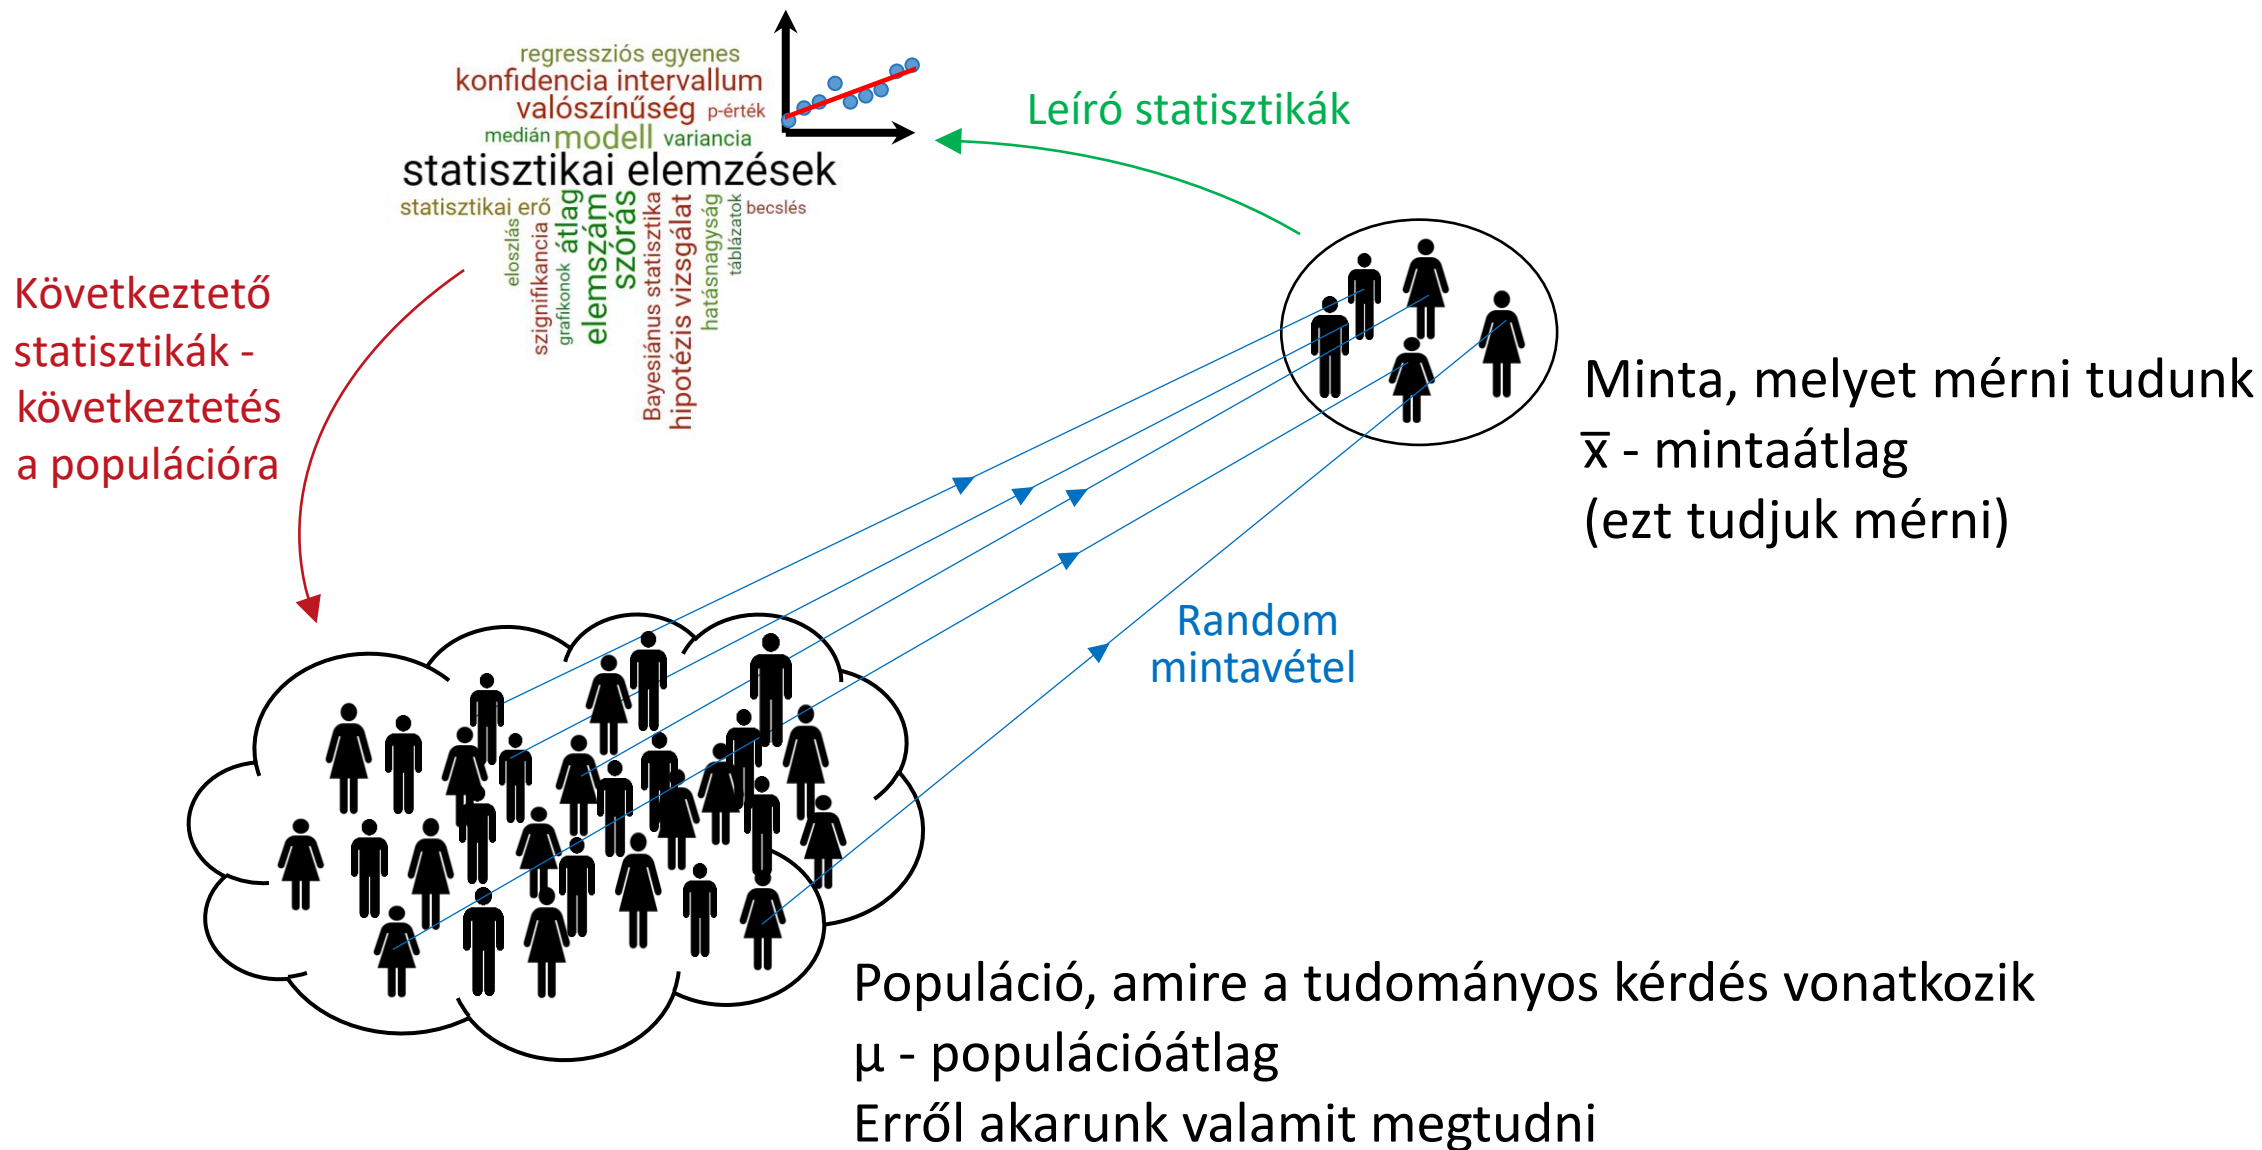 regressziós egyenes
konfidencia intervallum
valószínűség p-érték
medián modell variancia
statisztikai elemzések
statisztikai erő
eloszlás
szignifikancia
grafikonok
átlag
elemszám
szórás
Bayesiánus statisztika
hipotézis vizsgálat
hatásnagyság
táblázatok
becslés
Leíró statisztikák
Következtető
statisztikák -
következtetés
a populációra
Minta, melyet mérni tudunk
x̅ - mintaátlag
(ezt tudjuk mérni)
Random
mintavétel
Populáció, amire a tudományos kérdés vonatkozik
µ - populációátlag
Erről akarunk valamit megtudni